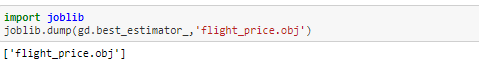 import joblib
joblib.dump(gd.best_estimator_,'flight_price.obj')
['flight_price.obj']